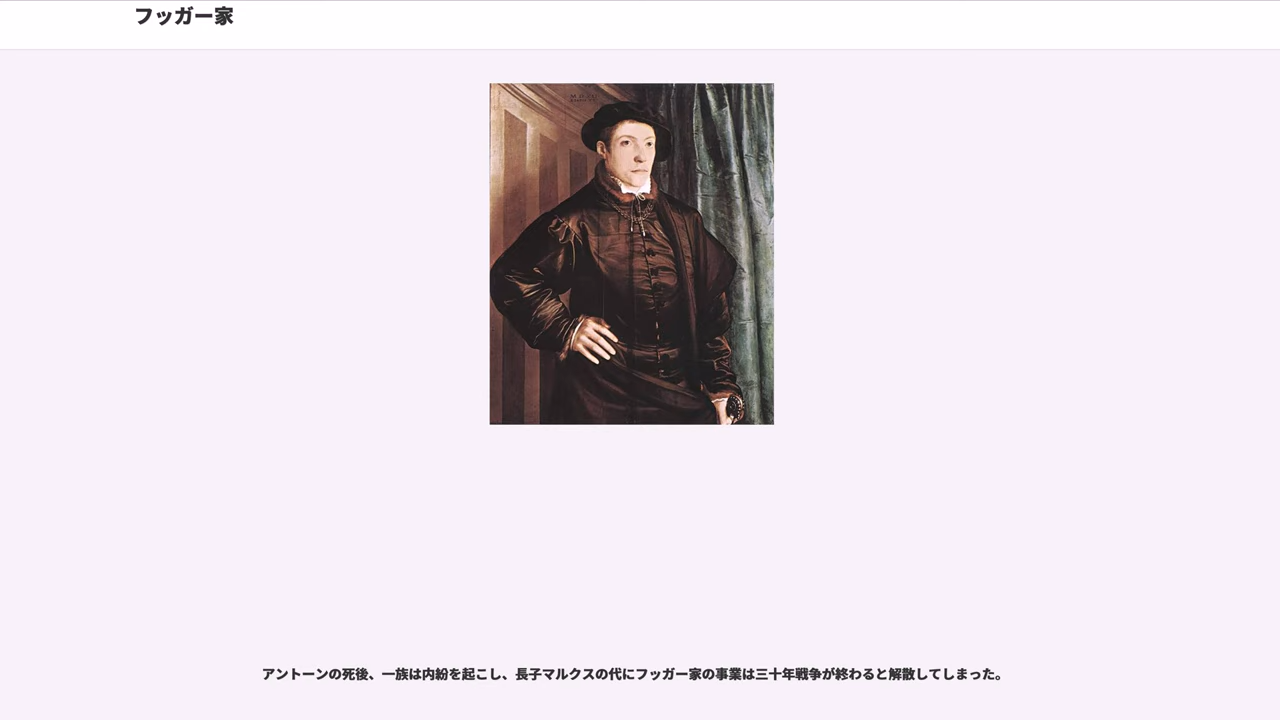 フッガー家
アントーンの死後、一族は内紛を起こし、長子マルクスの代にフッガー家の事業は三十年戦争が終わると解散してしまった。